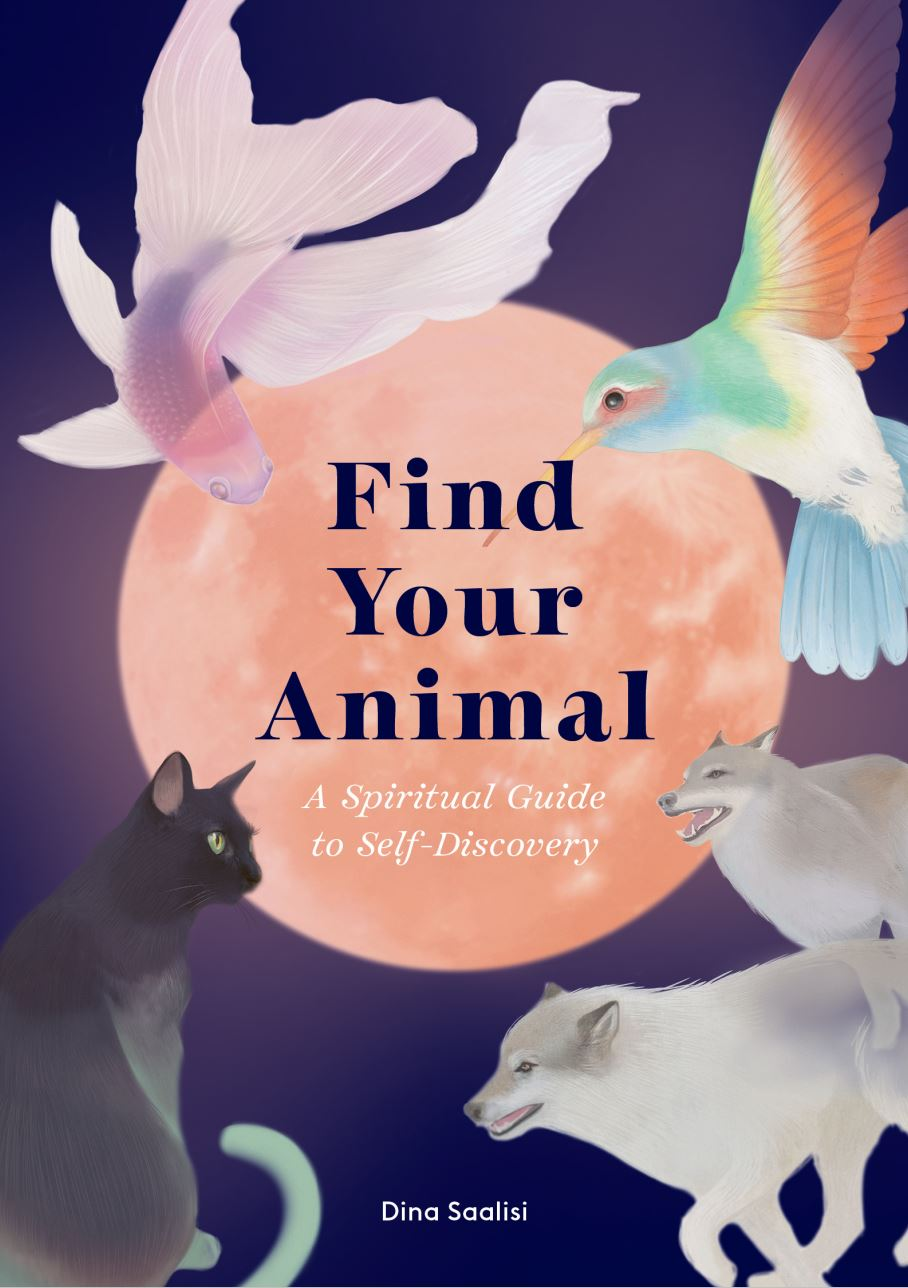 Find
Your
Animal
A Spiritual Guide
to Self-Discovery
Dina Saalisi